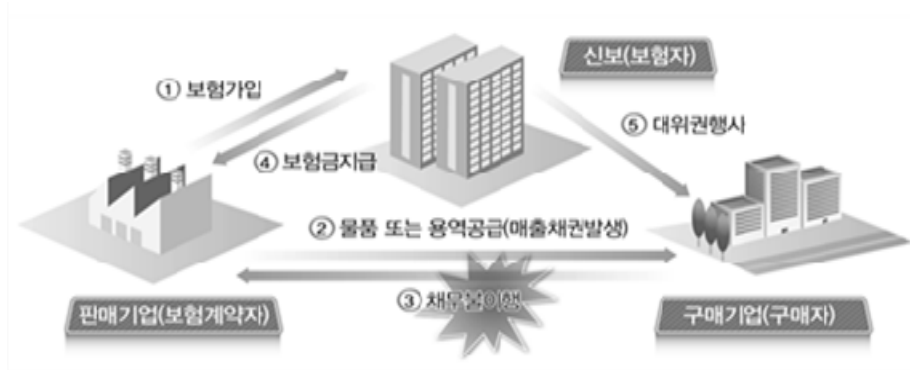 신보(보험자)
① 보험가입
⑤ 대위권행사
④ 보험금지급
② 물품 또는 용역공급(매출채권발생)
③ 채무불이행
판매기업(보험계약자)
구매기업(구매자)